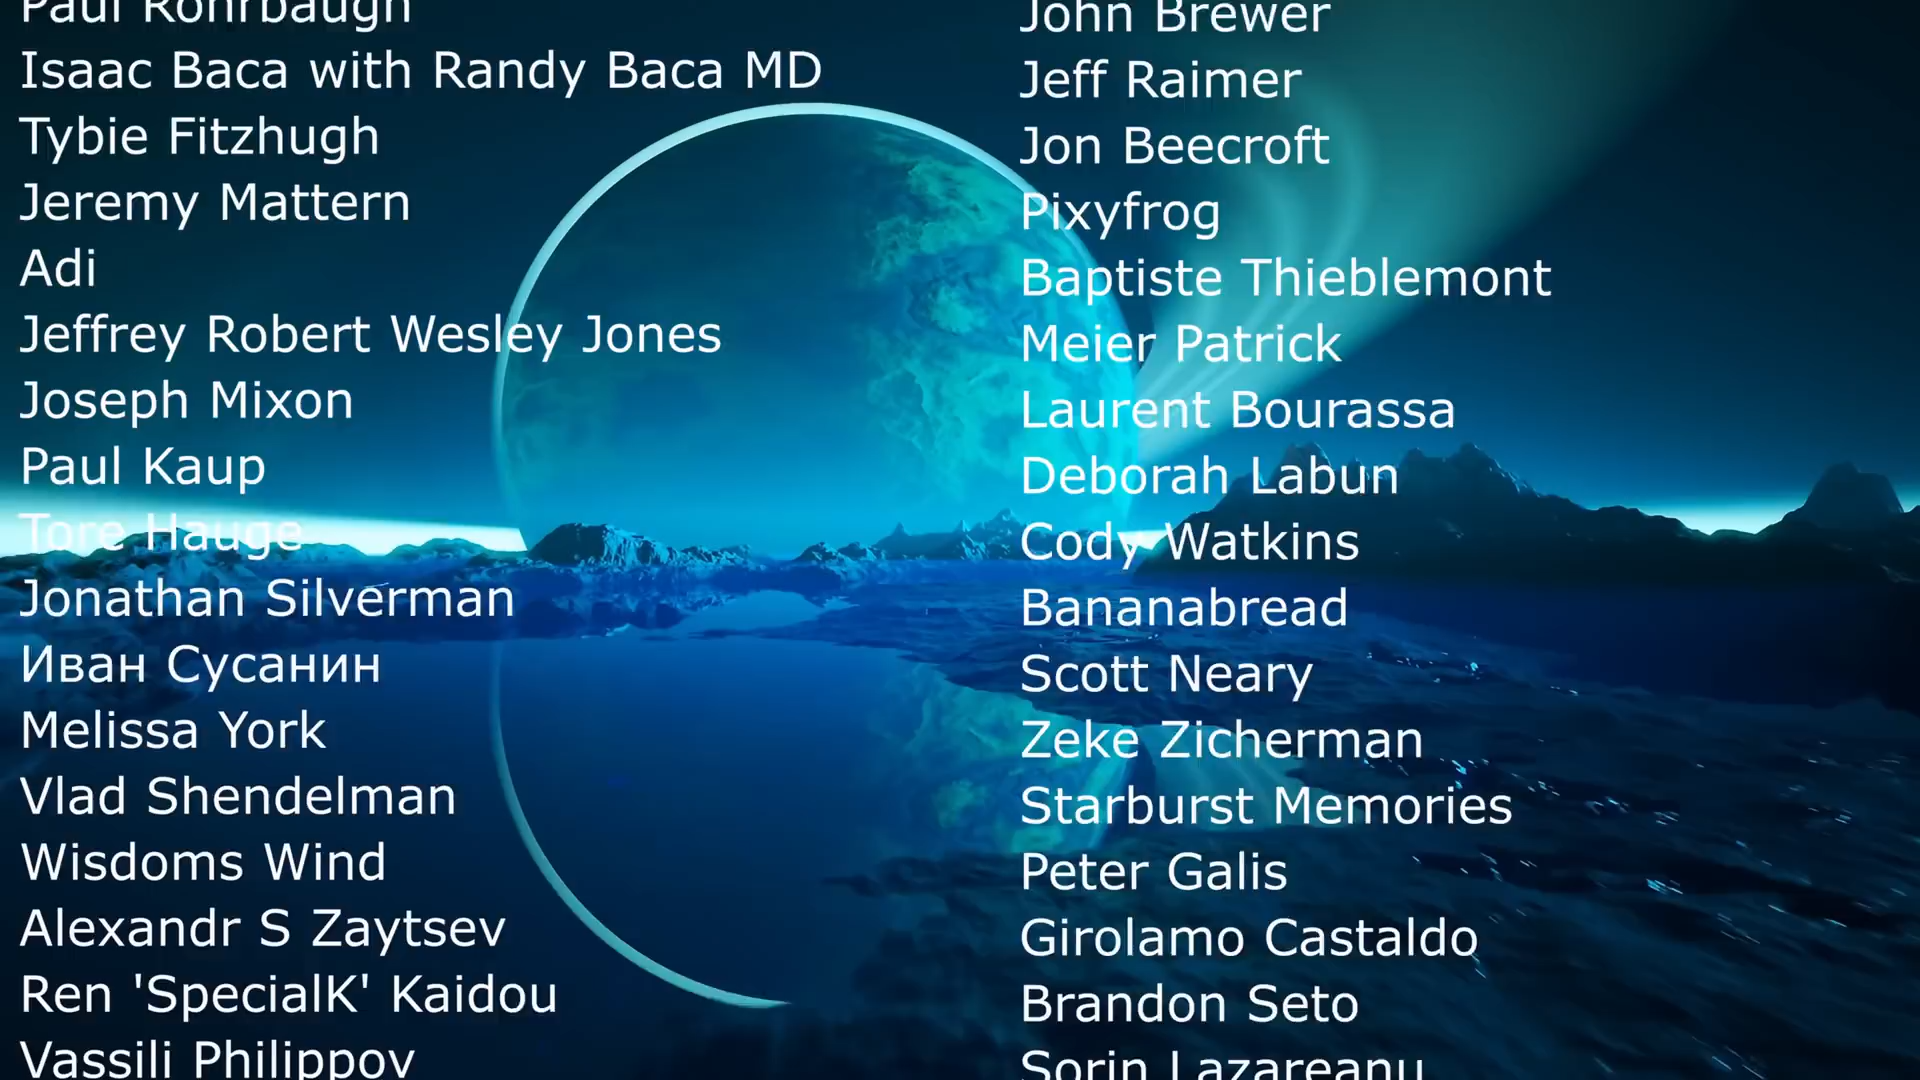 Paul Rohrbaugh
Isaac Baca with Randy Baca MD
Tybie Fitzhugh
Jeremy Mattern
Adi
Jeffrey Robert Wesley Jones
Joseph Mixon
Paul Kaup
Tore Hauge
Jonathan Silverman
Иван Сусанин
Melissa York
Vlad Shendelman
Wisdoms Wind
Alexandr S Zaytsev
Ren 'SpecialK' Kaidou
Vassili Philippov
John Brewer
Jeff Raimer
Jon Beecroft
Pixyfrog
Baptiste Thieblemont
Meier Patrick
Laurent Bourassa
Deborah Labun
Cody Watkins
Bananabread
Scott Neary
Zeke Zicherman
Starburst Memories
Peter Galis
Girolamo Castaldo
Brandon Seto
Sorin Lazareanu